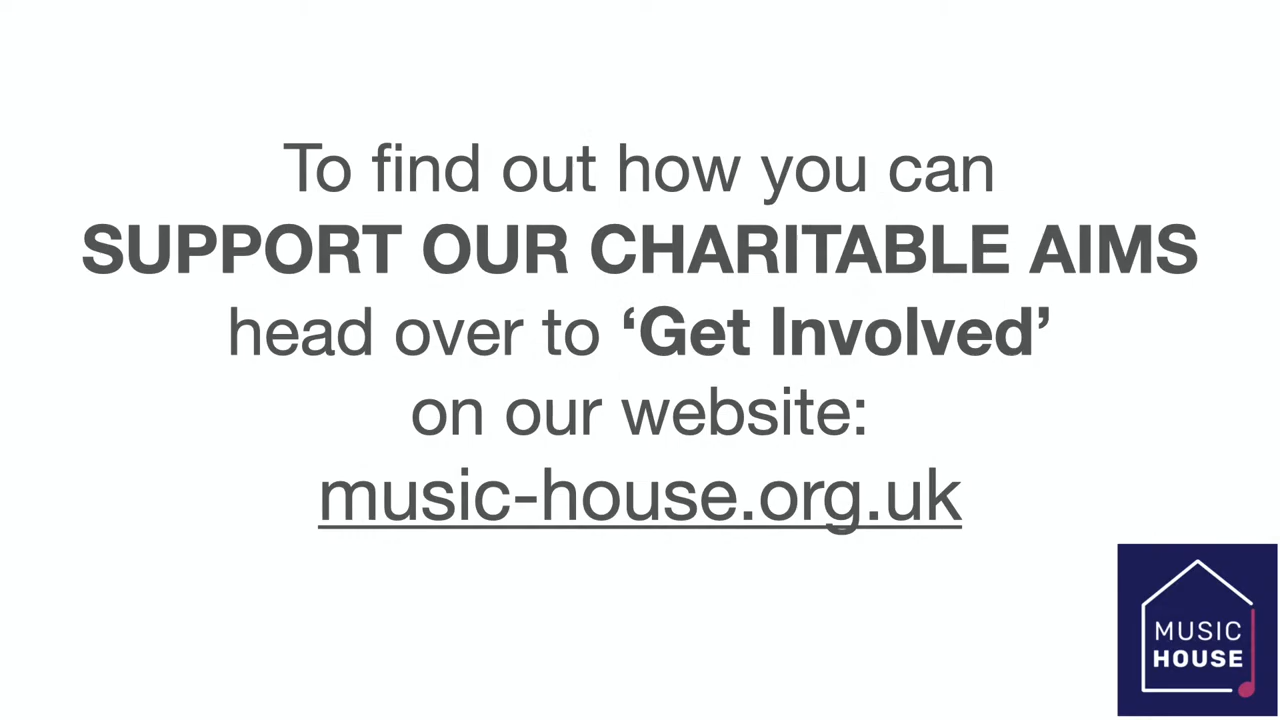 To find out how you can
SUPPORT OUR CHARITABLE AIMS
head over to ‘Get Involved’
on our website:
music-house.org.uk
MUSIC
HOUSE